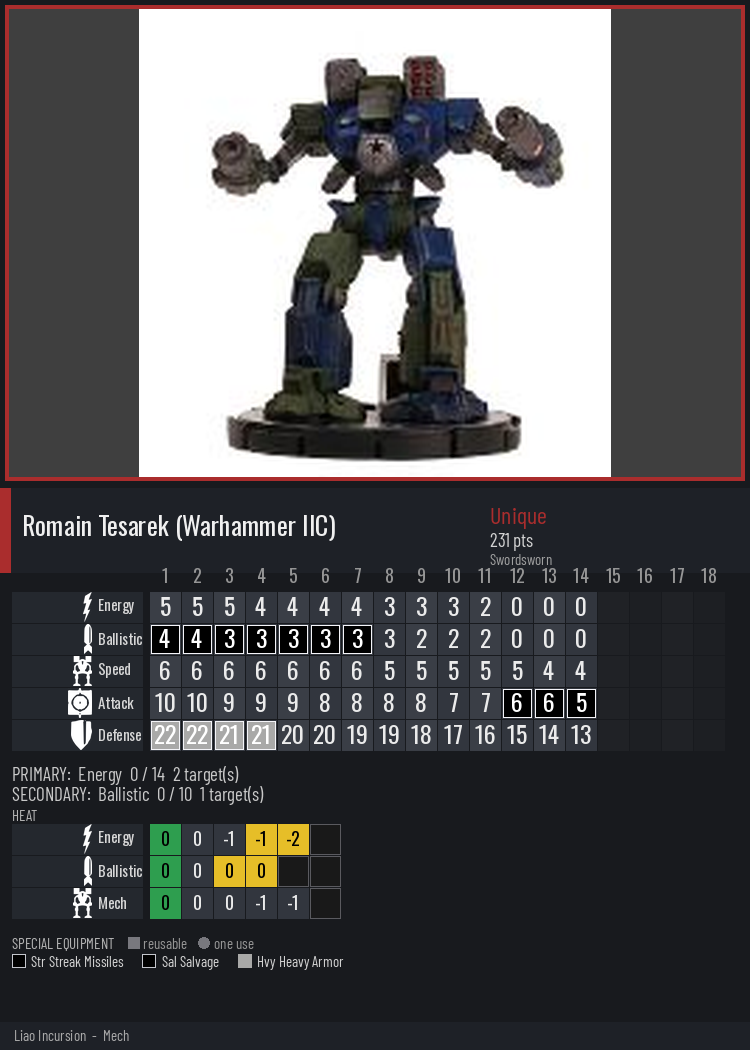 Romain Tesarek (Warhammer IIC)
Unique
231 pts
Swordsworn
1 2 3 4 5 6 7 8 9 10 11 12 13 14 15 16 17 18
Energy 5 5 5 4 4 4 4 3 3 3 2 0 0 0
Ballistic 4 4 3 3 3 3 3 3 2 2 2 0 0 0
Speed 6 6 6 6 6 6 6 5 5 5 5 5 4 4
Attack 10 10 9 9 9 8 8 8 8 7 7 6 6 5
Defense 22 22 21 21 20 20 19 19 18 17 16 15 14 13
PRIMARY: Energy 0 / 14 2 target(s)
SECONDARY: Ballistic 0 / 10 1 target(s)
HEAT
Energy 0 0 -1 -1 -2
Ballistic 0 0 0 0
Mech 0 0 0 -1 -1
SPECIAL EQUIPMENT reusable one use
Str Streak Missiles Sal Salvage Hvy Heavy Armor
Liao Incursion - Mech